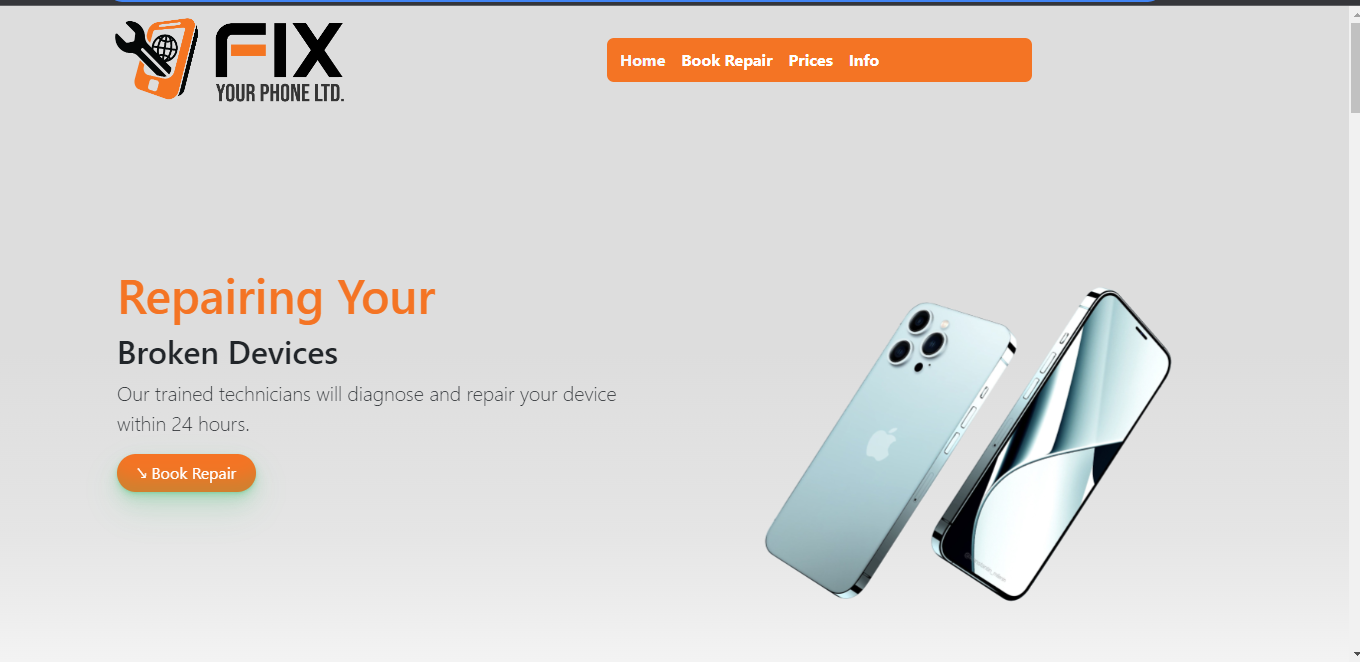 FIX
YOUR PHONE LTD.
Home Book Repair Prices Info
Repairing Your
Broken Devices
Our trained technicians will diagnose and repair your device
within 24 hours.
↘ Book Repair